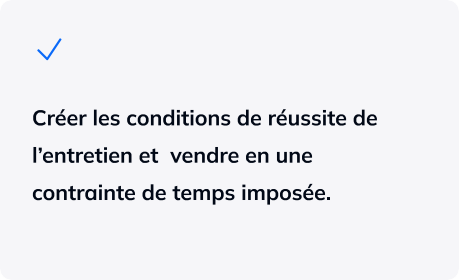 Créer les conditions de réussite de
l’entretien et  vendre en une
contrainte de temps imposée.